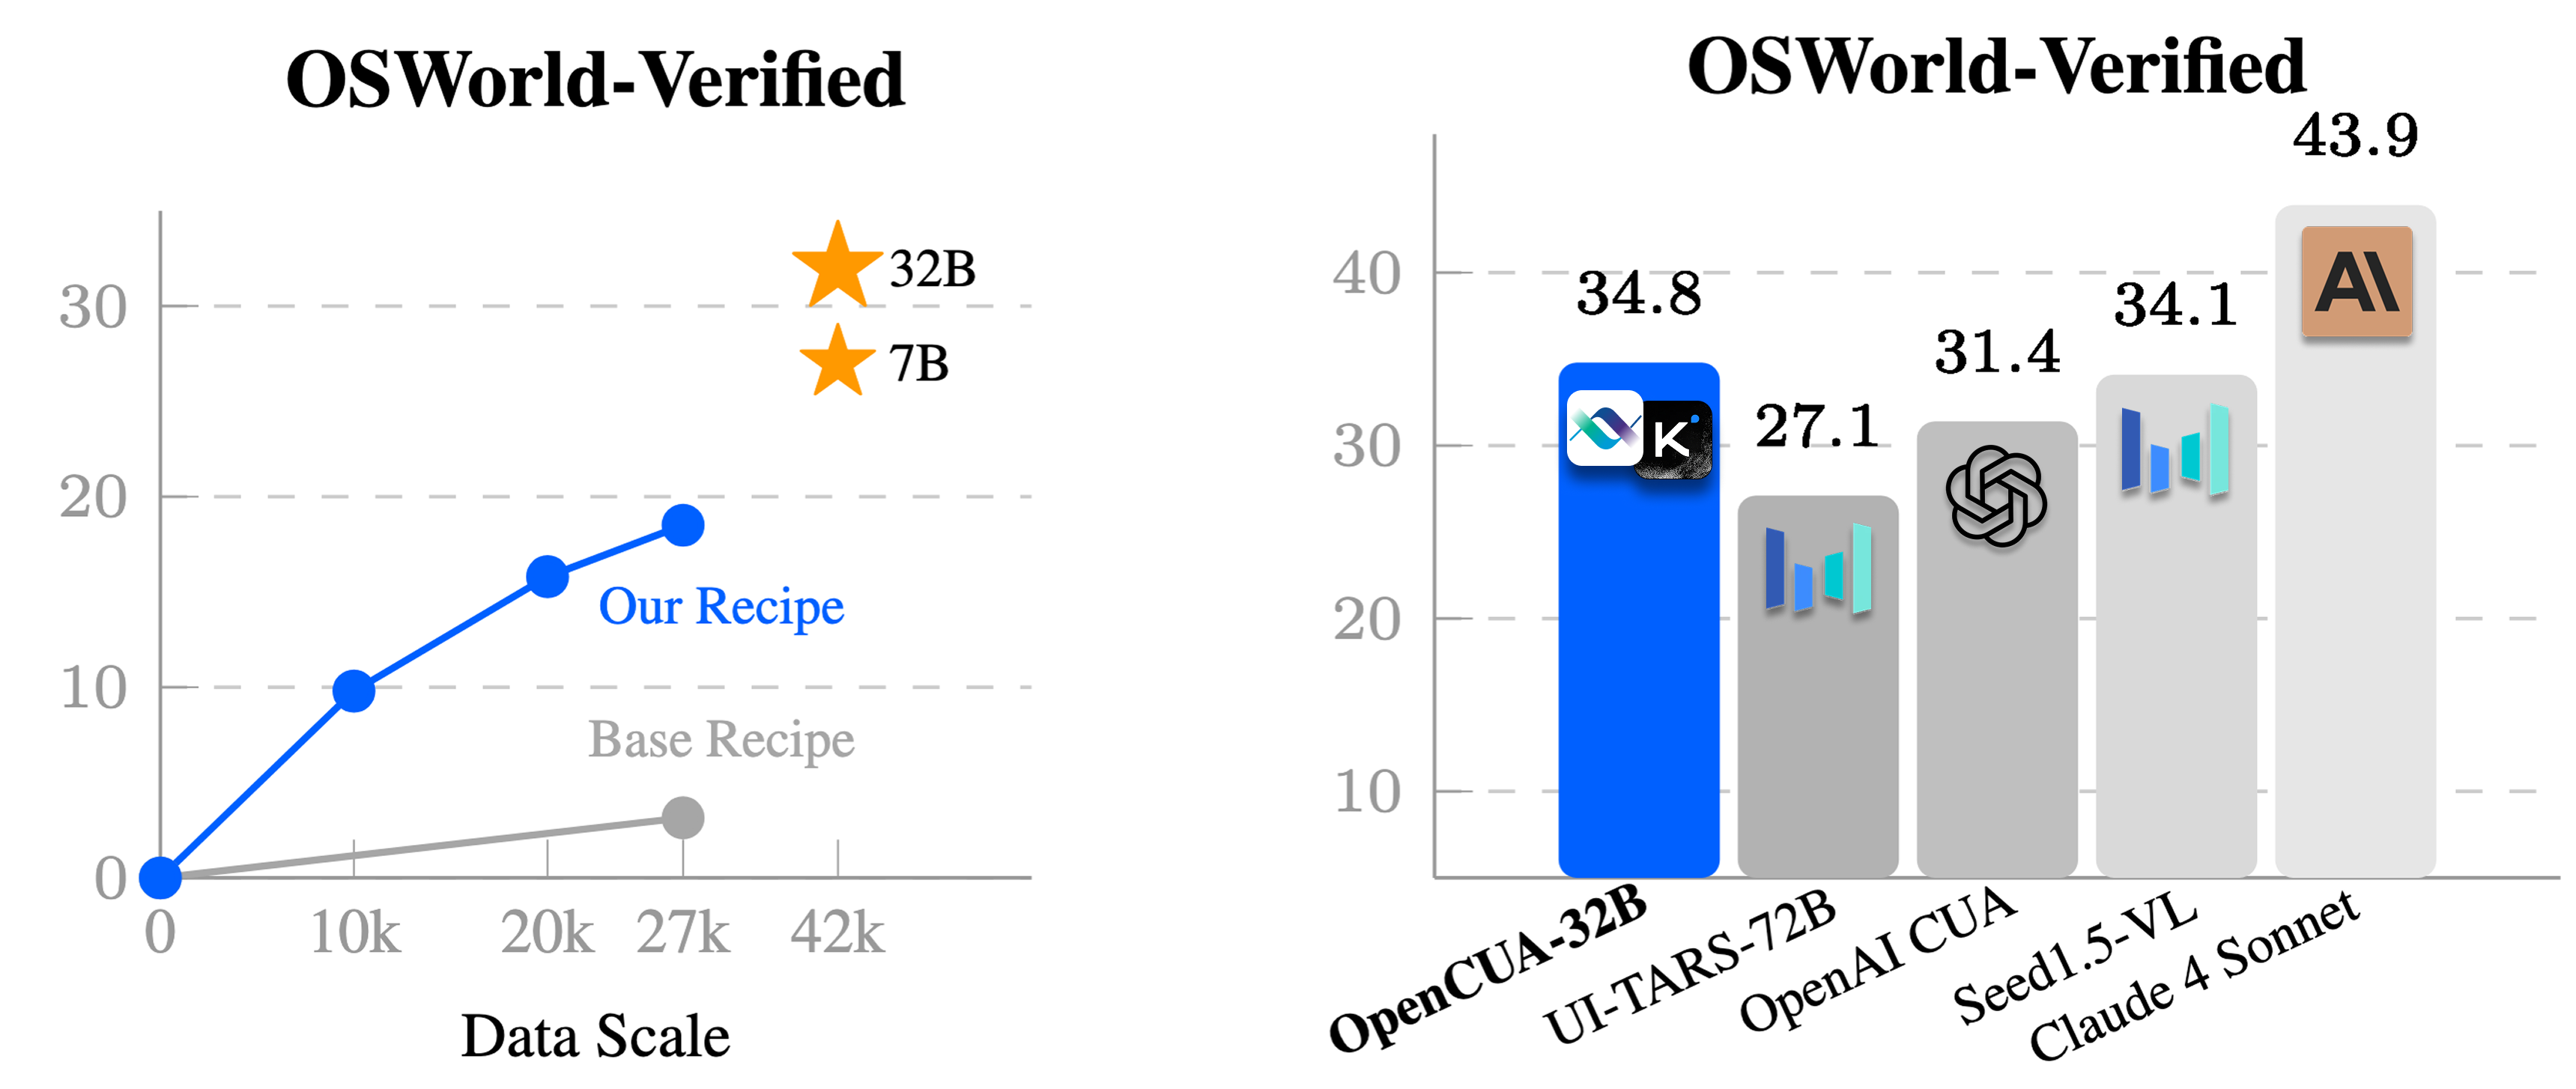 OSWorld-Verified
30
20
10
0
32B
7B
Our Recipe
Base Recipe
0 10k 20k 27k 42k
Data Scale
OSWorld-Verified
40
30
20
10
34.8
27.1
31.4
34.1
43.9
K
AI
OpenCUA-32B
UI-TARS-72B
OpenAI CUA
Seed1.5-VL
Claude 4 Sonnet